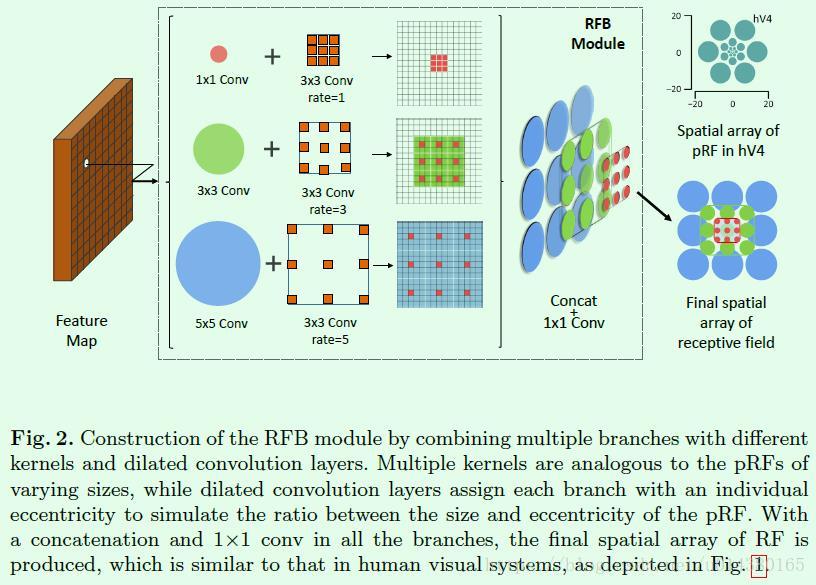 RFB
Module
20
0
−20
−20
0
20
hV4
1x1 Conv
+
3x3 Conv
rate=1
3x3 Conv
+
3x3 Conv
rate=3
5x5 Conv
+
3x3 Conv
rate=5
Feature
Map
Concat
+
1x1 Conv
Spatial array of
pRF in hV4
Final spatial
array of
receptive field
Fig. 2. Construction of the RFB module by combining multiple branches with different
kernels and dilated convolution layers. Multiple kernels are analogous to the pRFs of
varying sizes, while dilated convolution layers assign each branch with an individual
eccentricity to simulate the ratio between the size and eccentricity of the pRF. With
a concatenation and 1×1 conv in all the branches, the final spatial array of RF is
produced, which is similar to that in human visual systems, as depicted in Fig. 1.